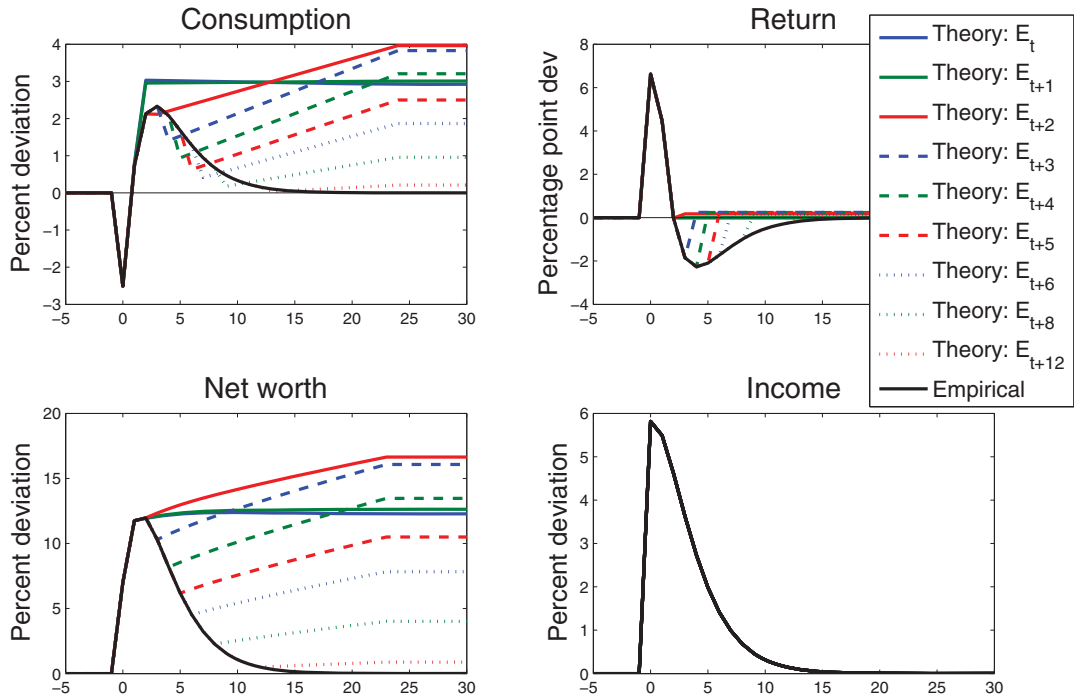 Consumption
Percent deviation
4
3
2
1
0
−1
−2
−3
−5 0 5 10 15 20 25 30
Return
Percentage point dev
8
6
4
2
0
−2
−4
−5 0 5 10 15
Theory: E_t
Theory: E_t+1
Theory: E_t+2
Theory: E_t+3
Theory: E_t+4
Theory: E_t+5
Theory: E_t+6
Theory: E_t+8
Theory: E_t+12
Empirical
Net worth
Percent deviation
20
15
10
5
0
−5 0 5 10 15 20 25 30
Income
Percent deviation
6
5
4
3
2
1
0
−5 0 5 10 15 20 25 30